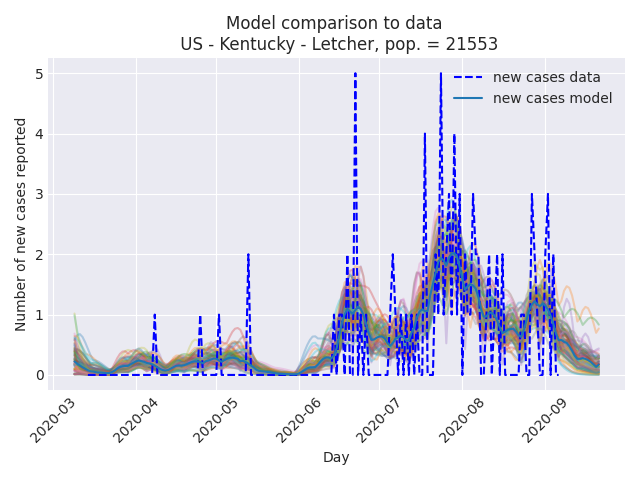 Model comparison to data
US - Kentucky - Letcher, pop. = 21553
new cases data
new cases model
Number of new cases reported
5
4
3
2
1
0
2020-03
2020-04
2020-05
2020-06
2020-07
2020-08
2020-09
Day